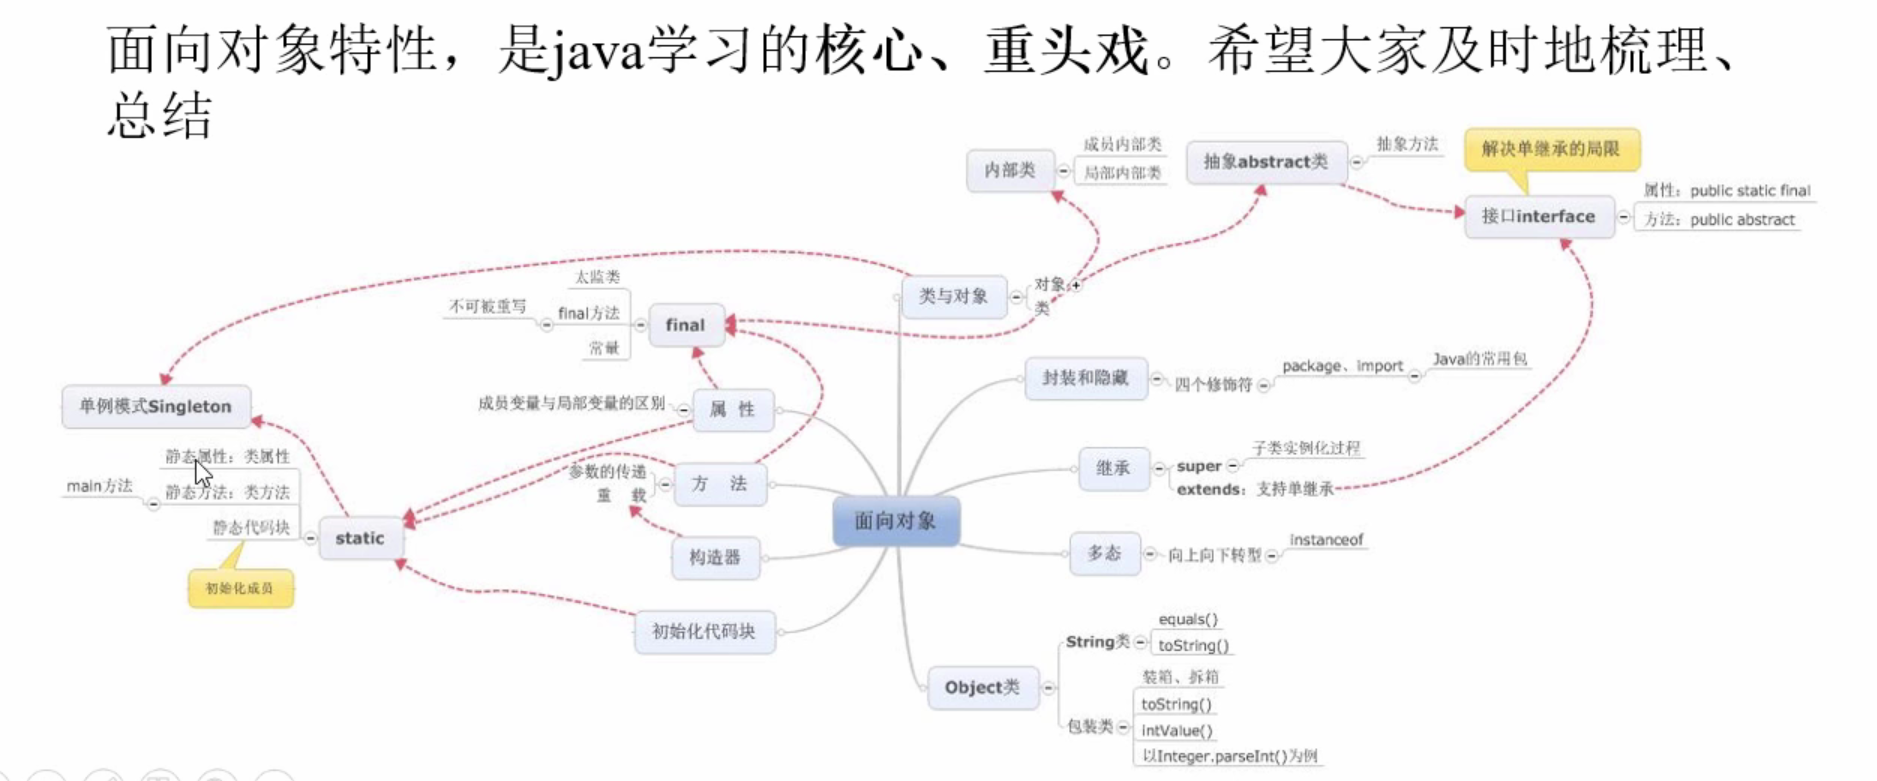 面向对象特性，是java学习的核心、重头戏。希望大家及时地梳理、
总结
内部类
成员内部类
局部内部类
抽象abstract类
抽象方法
解决单继承的局限
接口interface
属性：public static final
方法：public abstract
类与对象
对象
类
太监类
final方法
不可被重写
常量
final
单例模式Singleton
封装和隐藏
四个修饰符
package、import
Java的常用包
成员变量与局部变量的区别
属 性
静态属性：类属性
静态方法：类方法
main方法
静态代码块
初始化成员
static
参数的传递
重 载
方 法
继承
super
子类实例化过程
extends：支持单继承
面向对象
构造器
多态
向上向下转型
instanceof
初始化代码块
Object类
String类
equals()
toString()
包装类
装箱、拆箱
toString()
intValue()
以Integer.parseInt()为例